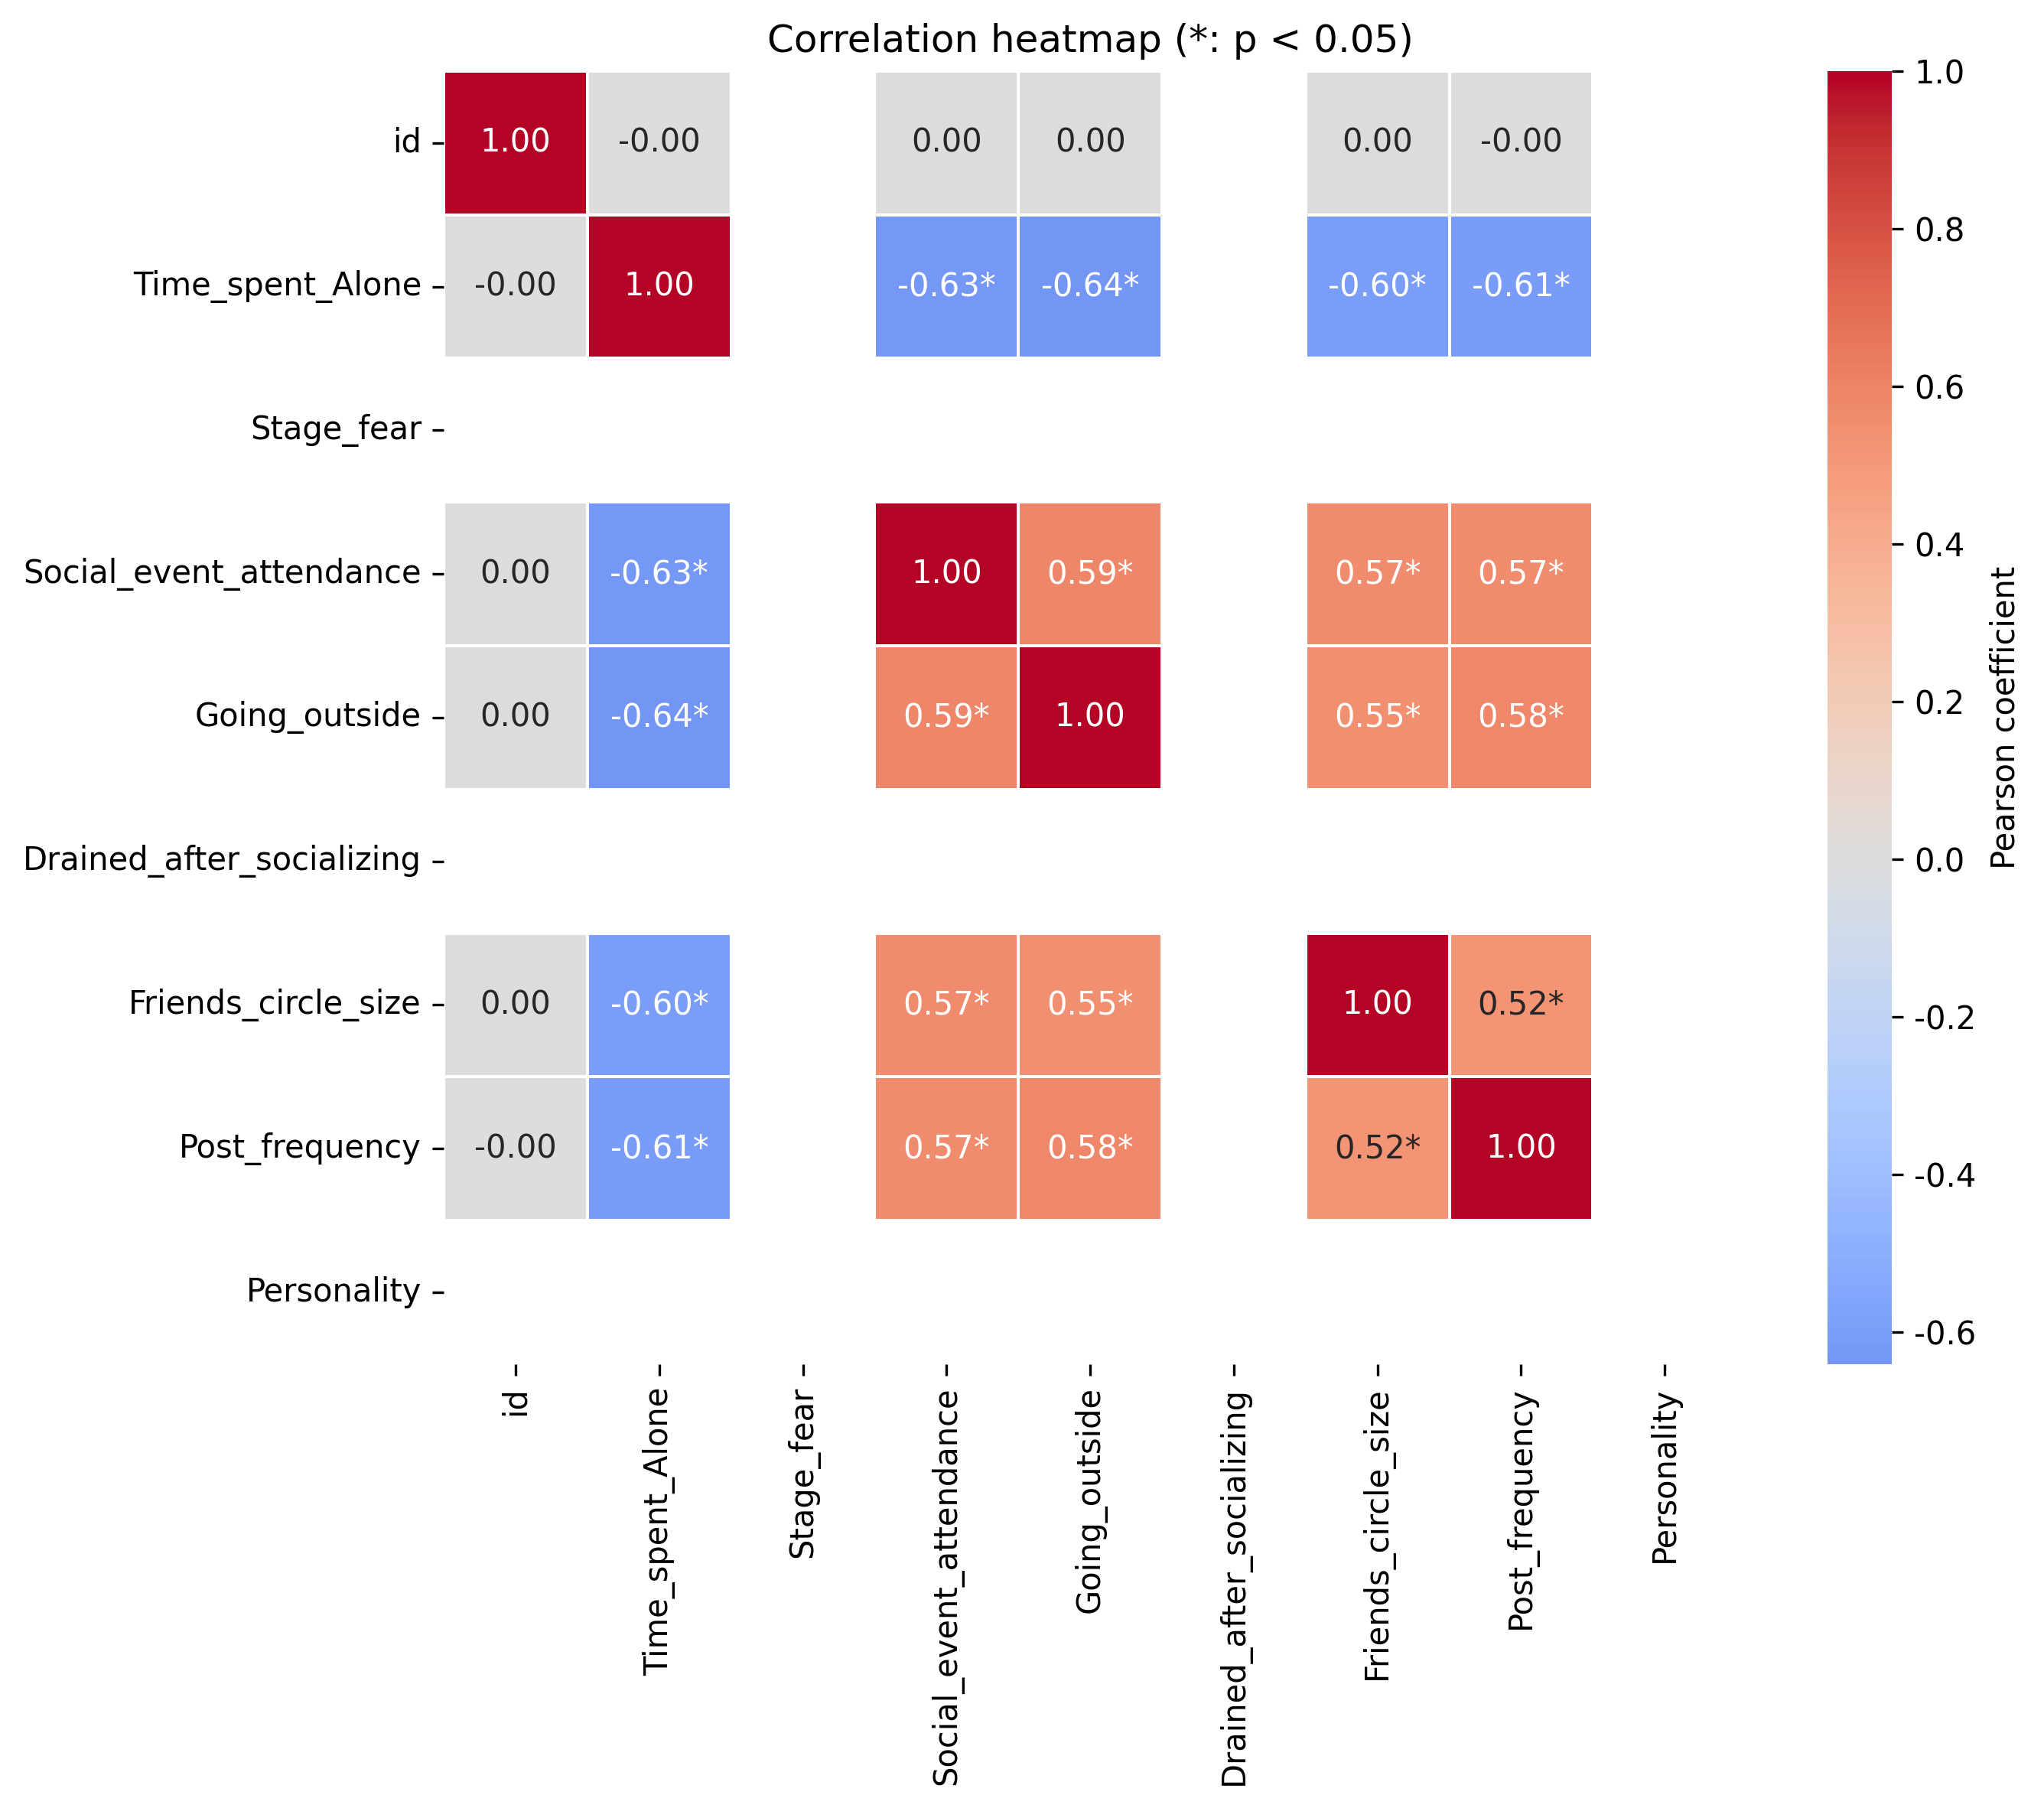 Correlation heatmap (*: p < 0.05)
id
1.00 -0.00 0.00 0.00 0.00 -0.00
Time_spent_Alone
-0.00 1.00 -0.63* -0.64* -0.60* -0.61*
Stage_fear
Social_event_attendance
0.00 -0.63* 1.00 0.59* 0.57* 0.57*
Going_outside
0.00 -0.64* 0.59* 1.00 0.55* 0.58*
Drained_after_socializing
Friends_circle_size
0.00 -0.60* 0.57* 0.55* 1.00 0.52*
Post_frequency
-0.00 -0.61* 0.57* 0.58* 0.52* 1.00
Personality
id
Time_spent_Alone
Stage_fear
Social_event_attendance
Going_outside
Drained_after_socializing
Friends_circle_size
Post_frequency
Personality
1.0
0.8
0.6
0.4
0.2
0.0
-0.2
-0.4
-0.6
Pearson coefficient